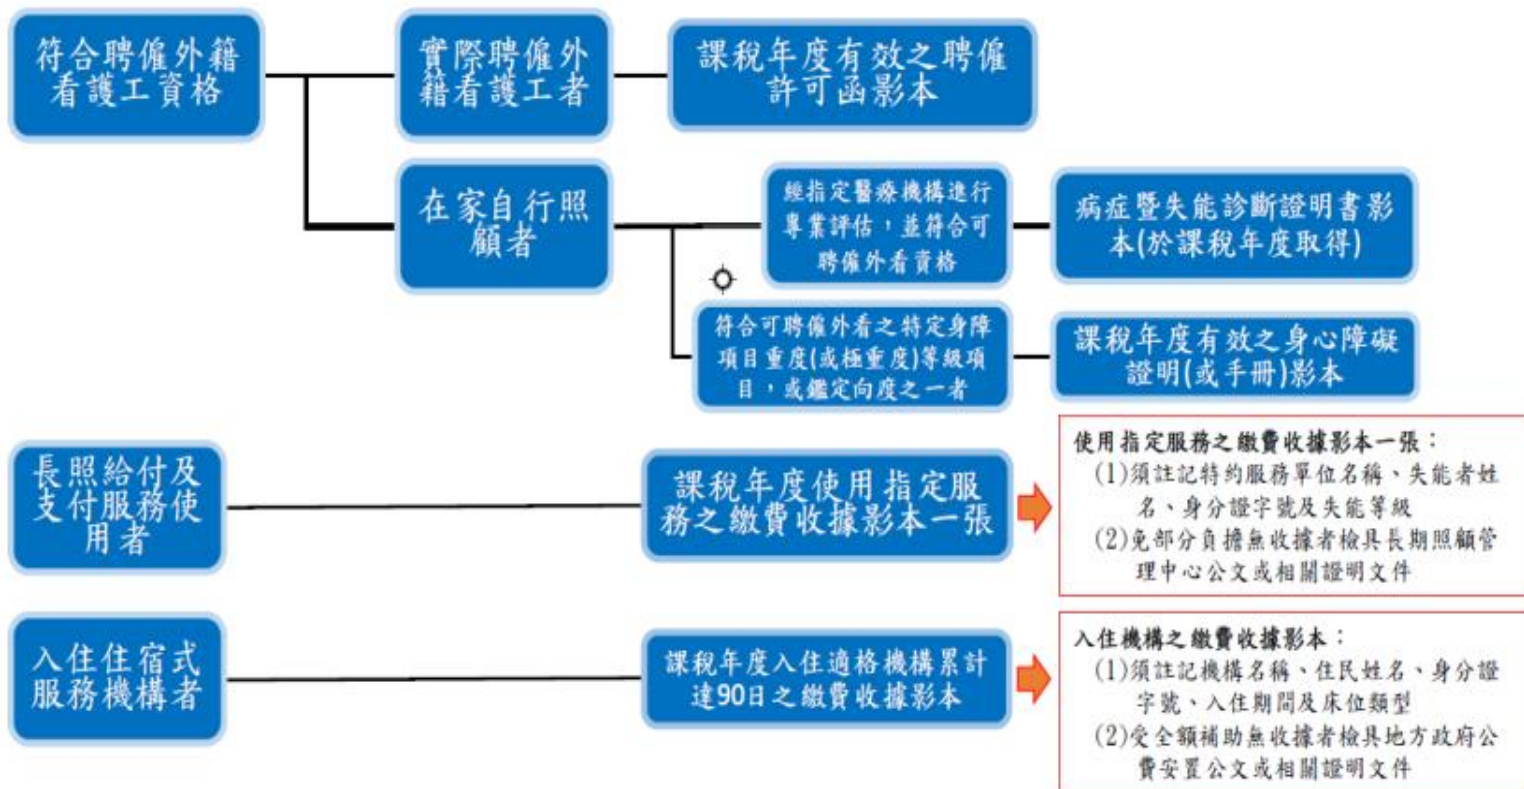 符合聘僱外籍
看護工資格
實際聘僱外
籍看護工者
課稅年度有效之聘僱
許可函影本
在家自行照
顧者
經指定醫療機構進行
專業評估，並符合可
聘僱外看資格
病症暨失能診斷證明書影
本(於課稅年度取得)
符合可聘僱外看之特定身障
項目重度(或極重度)等級項
目，或鑑定向度之一者
課稅年度有效之身心障礙
證明(或手冊)影本
長照給付及
支付服務使
用者
課稅年度使用指定服
務之繳費收據影本一張
使用指定服務之繳費收據影本一張：
(1)須註記特約服務單位名稱、失能者姓
名、身分證字號及失能等級
(2)免部分負擔無收據者檢具長期照顧管
理中心公文或相關證明文件
入住住宿式
服務機構者
課稅年度入住適格機構累計
達90日之繳費收據影本
入住機構之繳費收據影本：
(1)須註記機構名稱、住民姓名、身分證
字號、入住期間及床位類型
(2)受全額補助無收據者檢具地方政府公
費安置公文或相關證明文件